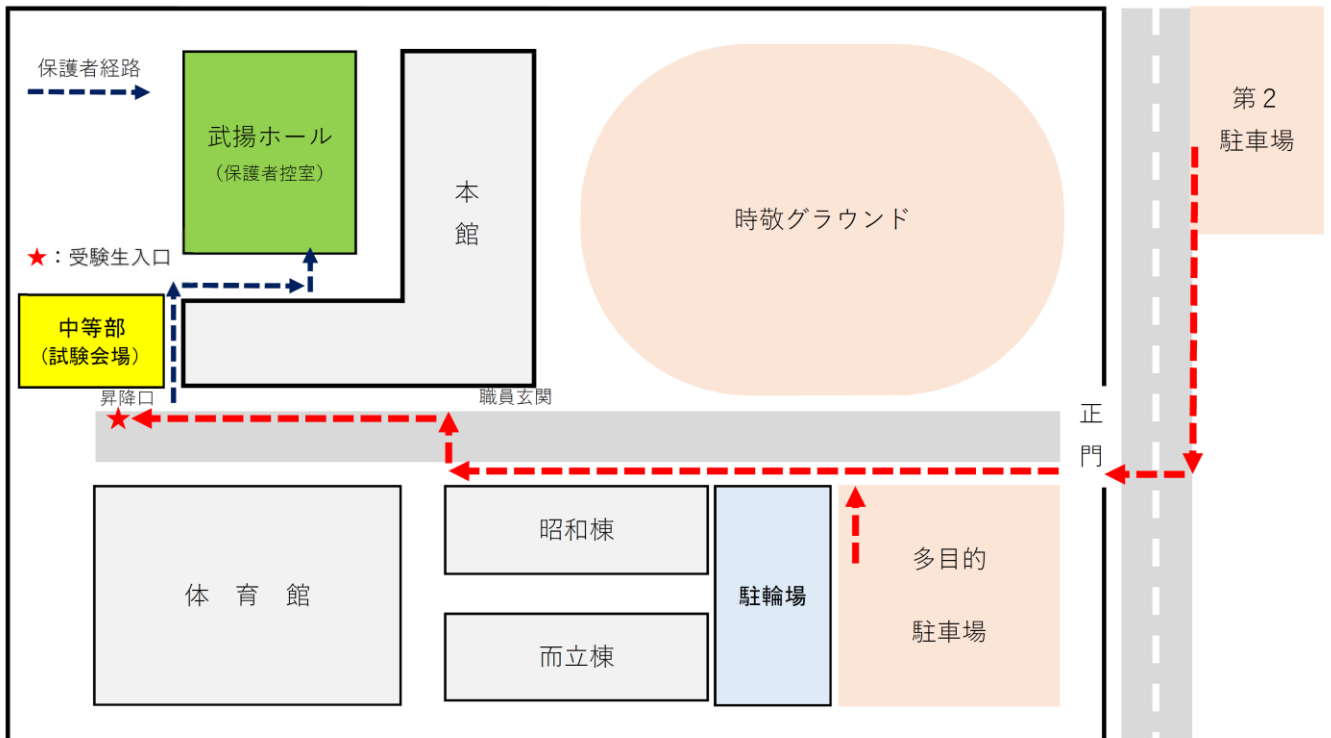 保護者経路
武揚ホール
（保護者控室）
★：受験生入口
中等部
（試験会場）
昇降口
本
館
職員玄関
時敬グラウンド
第２
駐車場
正
門
体　育　館
昭和棟
而立棟
駐輪場
多目的
駐車場